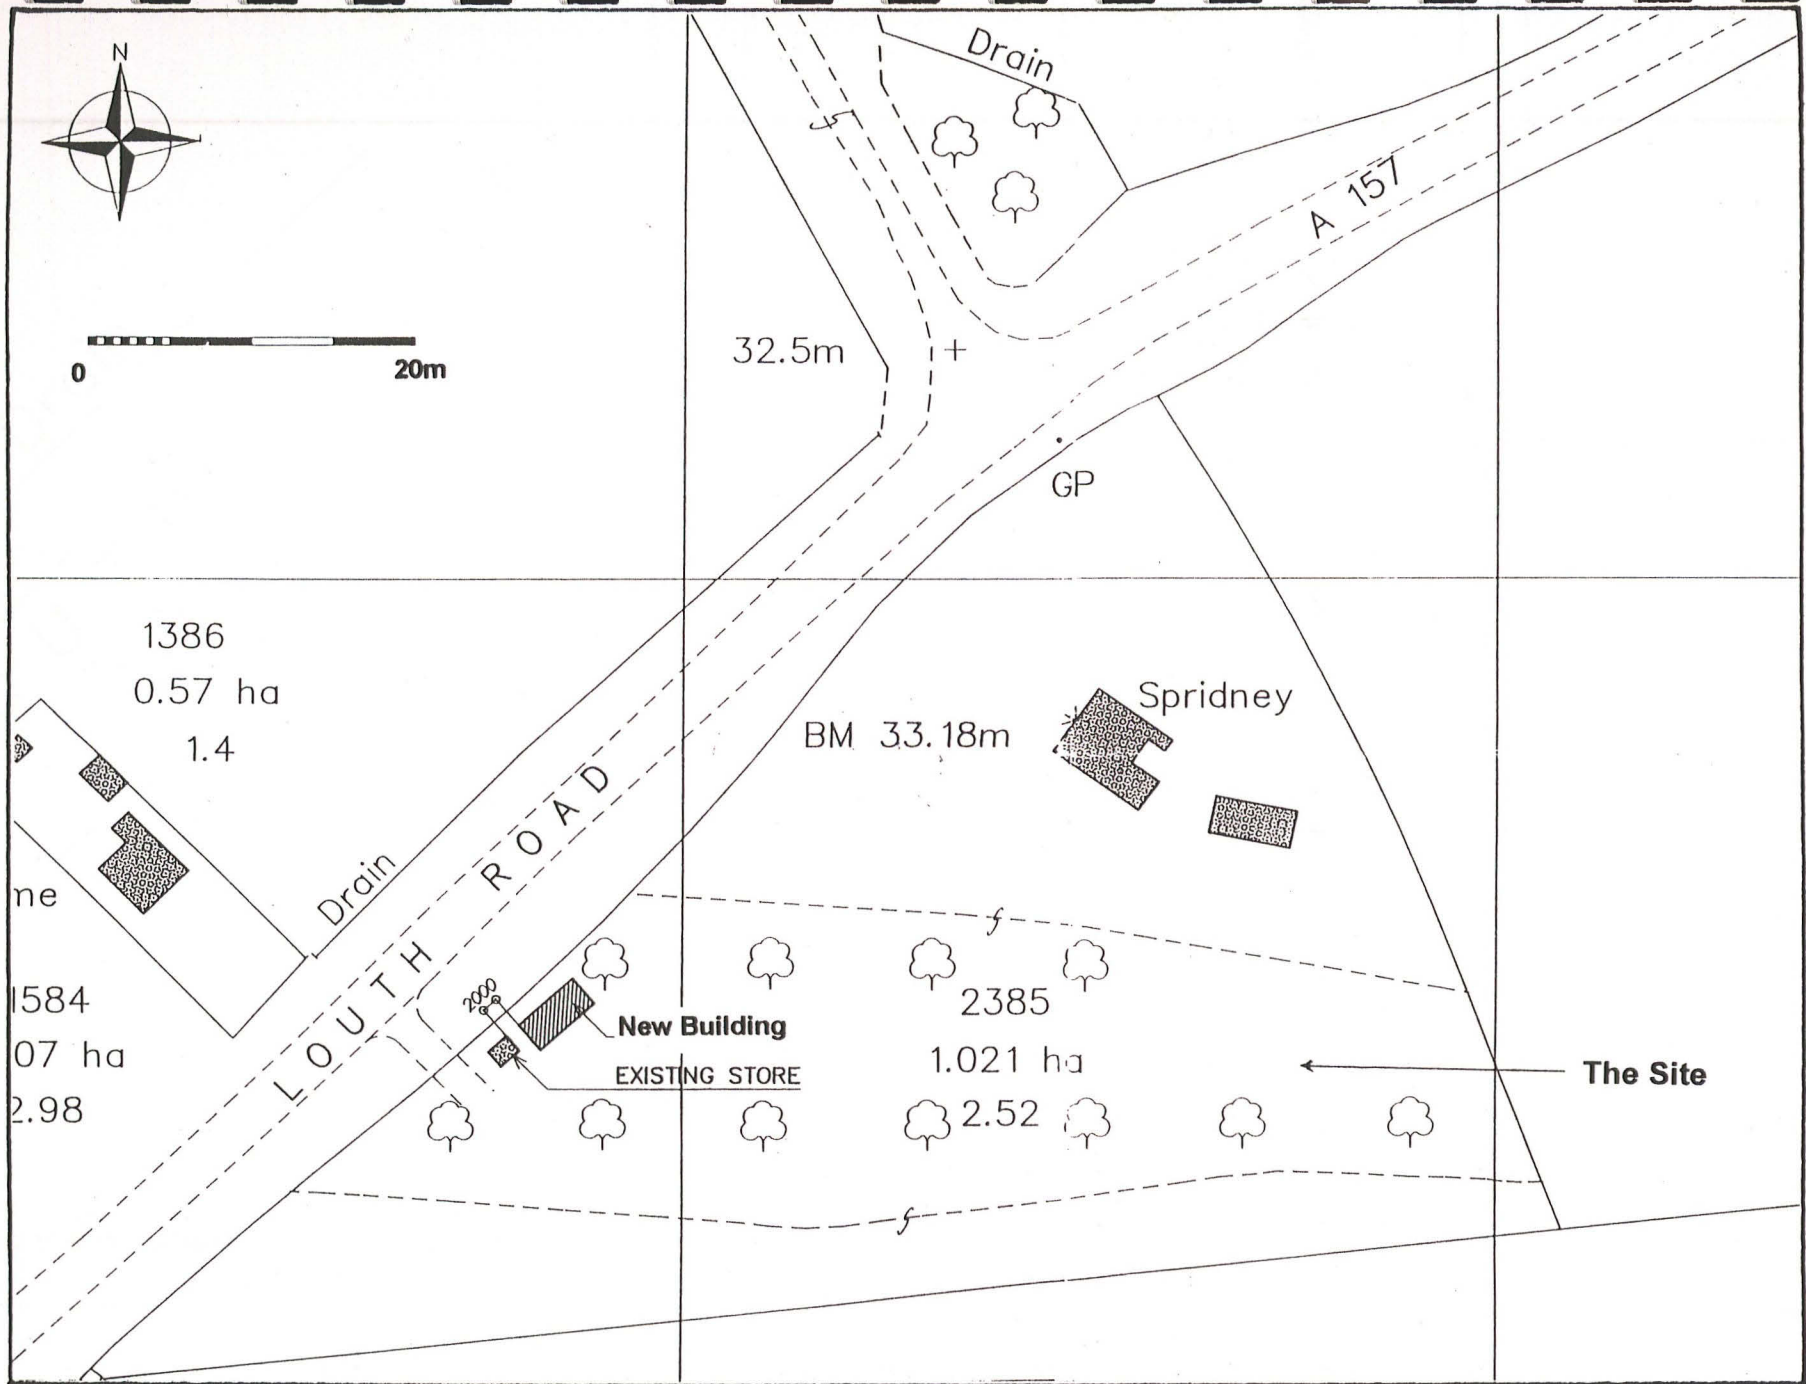 N
Drain
A 157
0 20m
32.5m
GP
1386
0.57 ha
1.4
Spridney
BM 33.18m
LOUTH ROAD
Drain
me
1584
07 ha
2.98
2000
New Building
EXISTING STORE
2385
1.021 ha
2.52
The Site